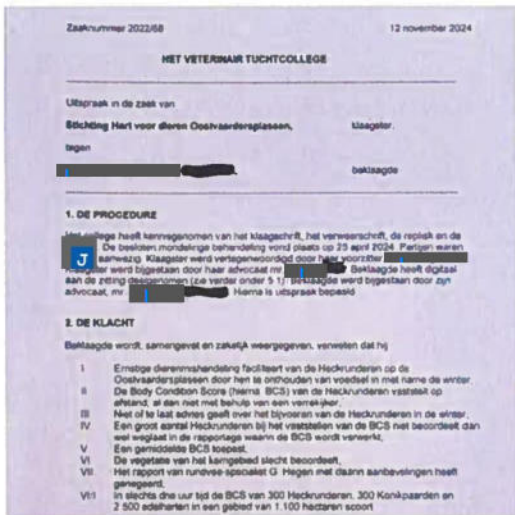 Zaaknummer 2022/68 12 november 2024
HET VETERINAIR TUCHTCOLLEGE
Uitspraak in de zaak van
Stichting Hart voor dieren Oostvaardersplassen, klaagster,
tegen
beklaagde
1. DE PROCEDURE
college heeft kennisgenomen van het klaagschrift, het verweerschrift, de repliek en de
J De besloten mondelinge behandeling vond plaats op 25 april 2024. Partijen waren
aanwezig. Klaagster werd vertegenwoordigd door haar voorzitter
Klaagster werd bijgestaan door haar advocaat mr. Beklaagde heeft digitaal
aan de zitting deelgenomen (zie verder onder 5.1). Beklaagde werd bijgestaan door zijn
advocaat, mr. Hierna is uitspraak bepaald.
2. DE KLACHT
Beklaagde wordt, samengevat en zakelijk weergegeven, verweten dat hij
I Ernstige dierenmishandeling faciliteert van de Heckrunderen op de
Oostvaardersplassen door hen te onthouden van voedsel in met name de winter,
II De Body Condition Score (hierna BCS) van de Heckrunderen vaststelt op
afstand, al dan niet met behulp van een verrekijker,
III Niet of te laat advies geeft over het bijvoeren van de Heckrunderen in de winter,
IV Een groot aantal Heckrunderen bij het vaststellen van de BCS niet beoordeelt dan
wel weglaat in de rapportage waarin de BCS wordt verwerkt,
V. Een gemiddelde BCS toepast,
VI De vegetatie van het kerngebied slecht beoordeelt,
VII. Het rapport van rundvee-specialist G. Hegen met daarin aanbevelingen heeft
genegeerd,
VIII In slechts drie uur tijd de BCS van 300 Heckrunderen, 300 Konikpaarden en
2.500 edelherten in een gebied van 1.100 hectaren scoort